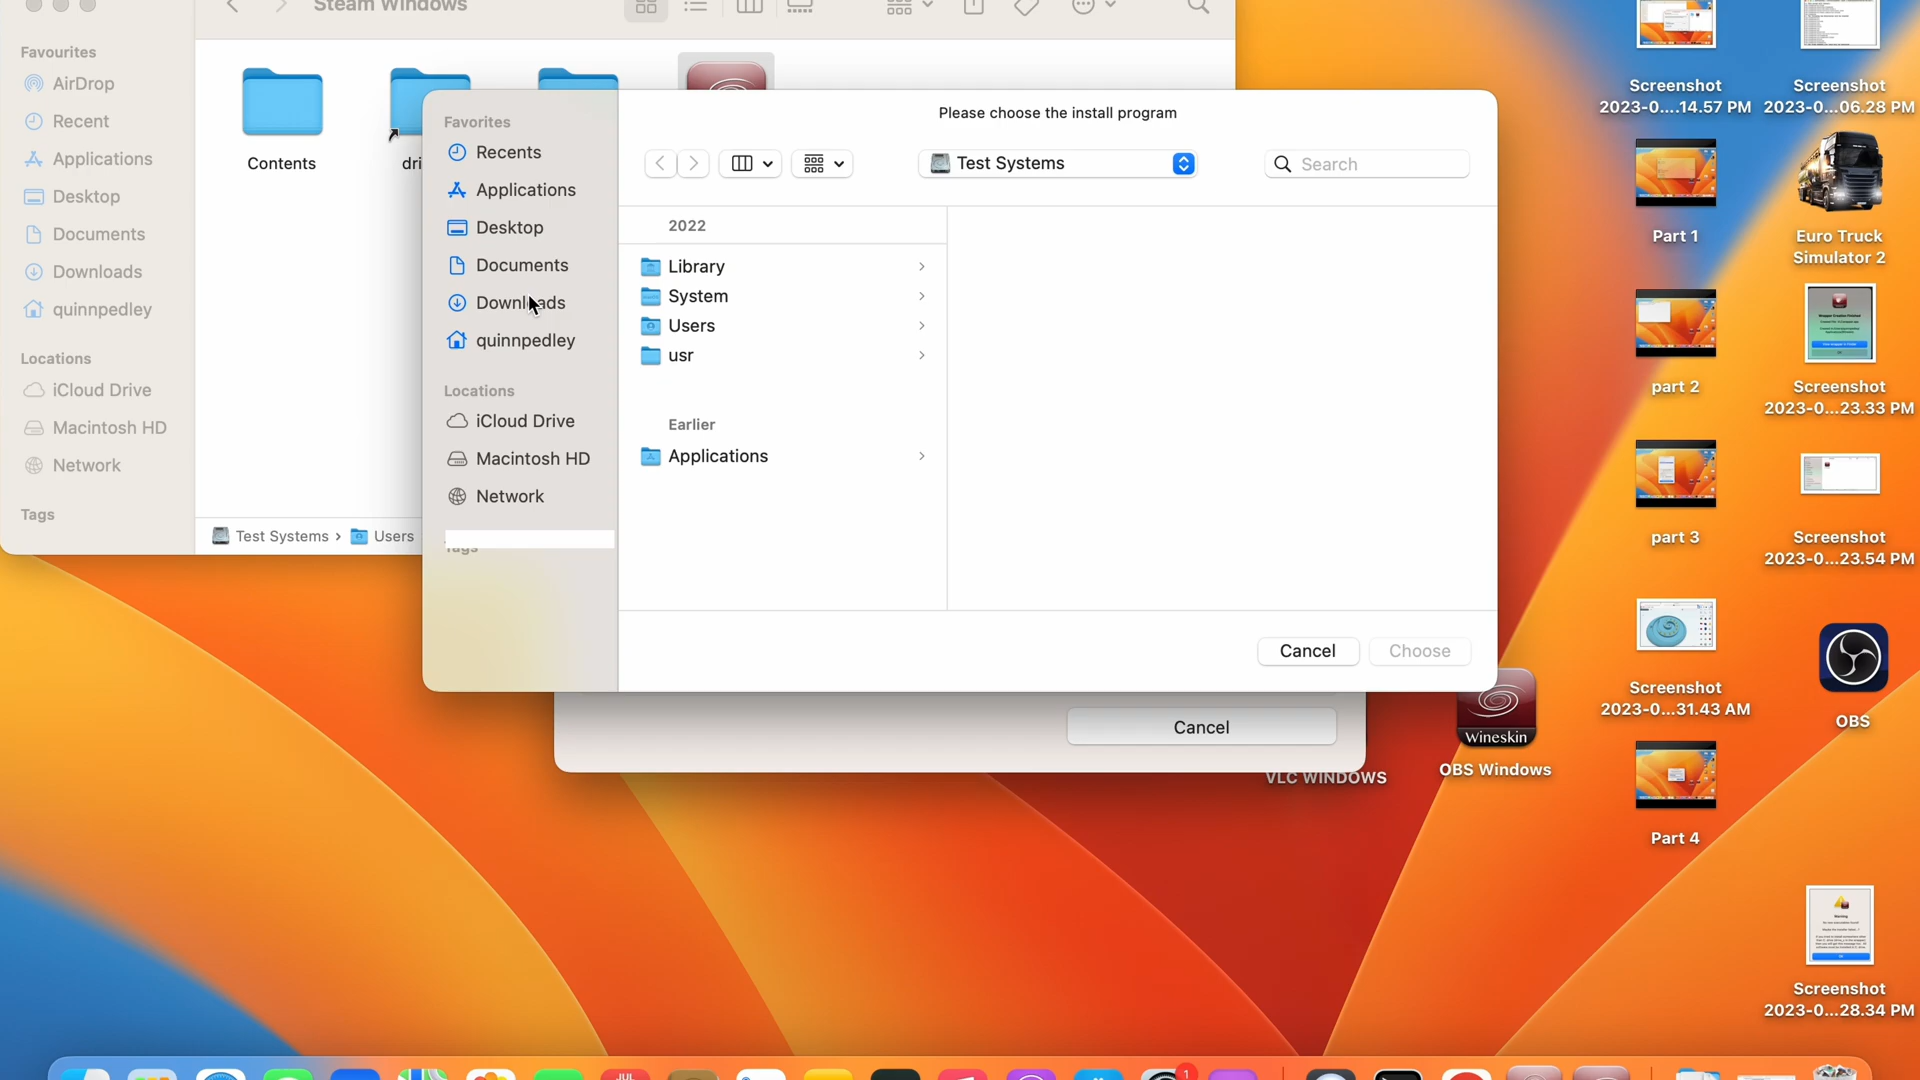 Steam Windows
Favourites
AirDrop
Recent
Applications
Desktop
Documents
Downloads
quinnpedley
Locations
iCloud Drive
Macintosh HD
Network
Tags
Contents
dri
Test Systems › Users
Favorites
Recents
Applications
Desktop
Documents
Downloads
quinnpedley
Locations
iCloud Drive
Macintosh HD
Network
Tags
Please choose the install program
Test Systems
Search
2022
Library
System
Users
usr
Earlier
Applications
Cancel
Choose
Cancel
VLC WINDOWS
Wineskin
OBS Windows
Screenshot
2023-0....14.57 PM
Screenshot
2023-0...06.28 PM
Part 1
Euro Truck
Simulator 2
part 2
Screenshot
2023-0...23.33 PM
part 3
Screenshot
2023-0...23.54 PM
Screenshot
2023-0...31.43 AM
OBS
Part 4
Screenshot
2023-0...28.34 PM
JUL
1